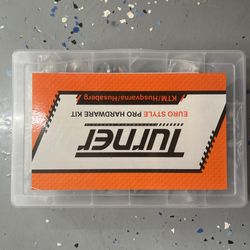 Turner
EURO STYLE PRO HARDWARE KIT
KTM/Husqvarna/Husaberg